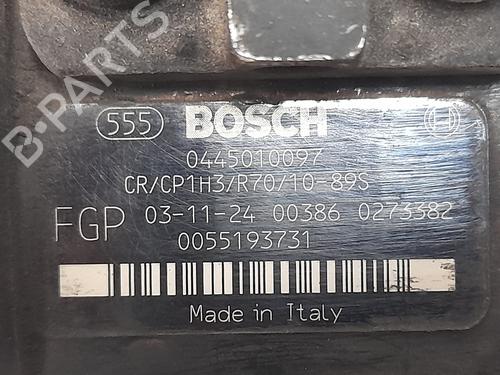 B-PARTS
555 BOSCH
0445010097
CR/CP1H3/R70/10-89S
FGP 03-11-24 00386 0273382
0055193731
Made in Italy